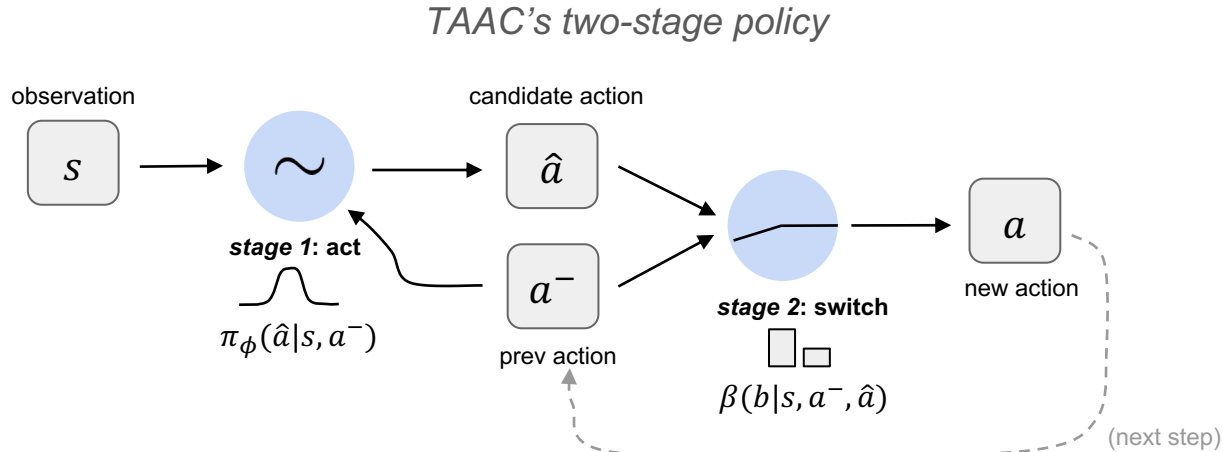 TAAC's two-stage policy
observation
candidate action
s
∼
â
a
a⁻
stage 1: act
new action
stage 2: switch
π_ϕ(â|s, a⁻)
prev action
β(b|s, a⁻, â)
(next step)